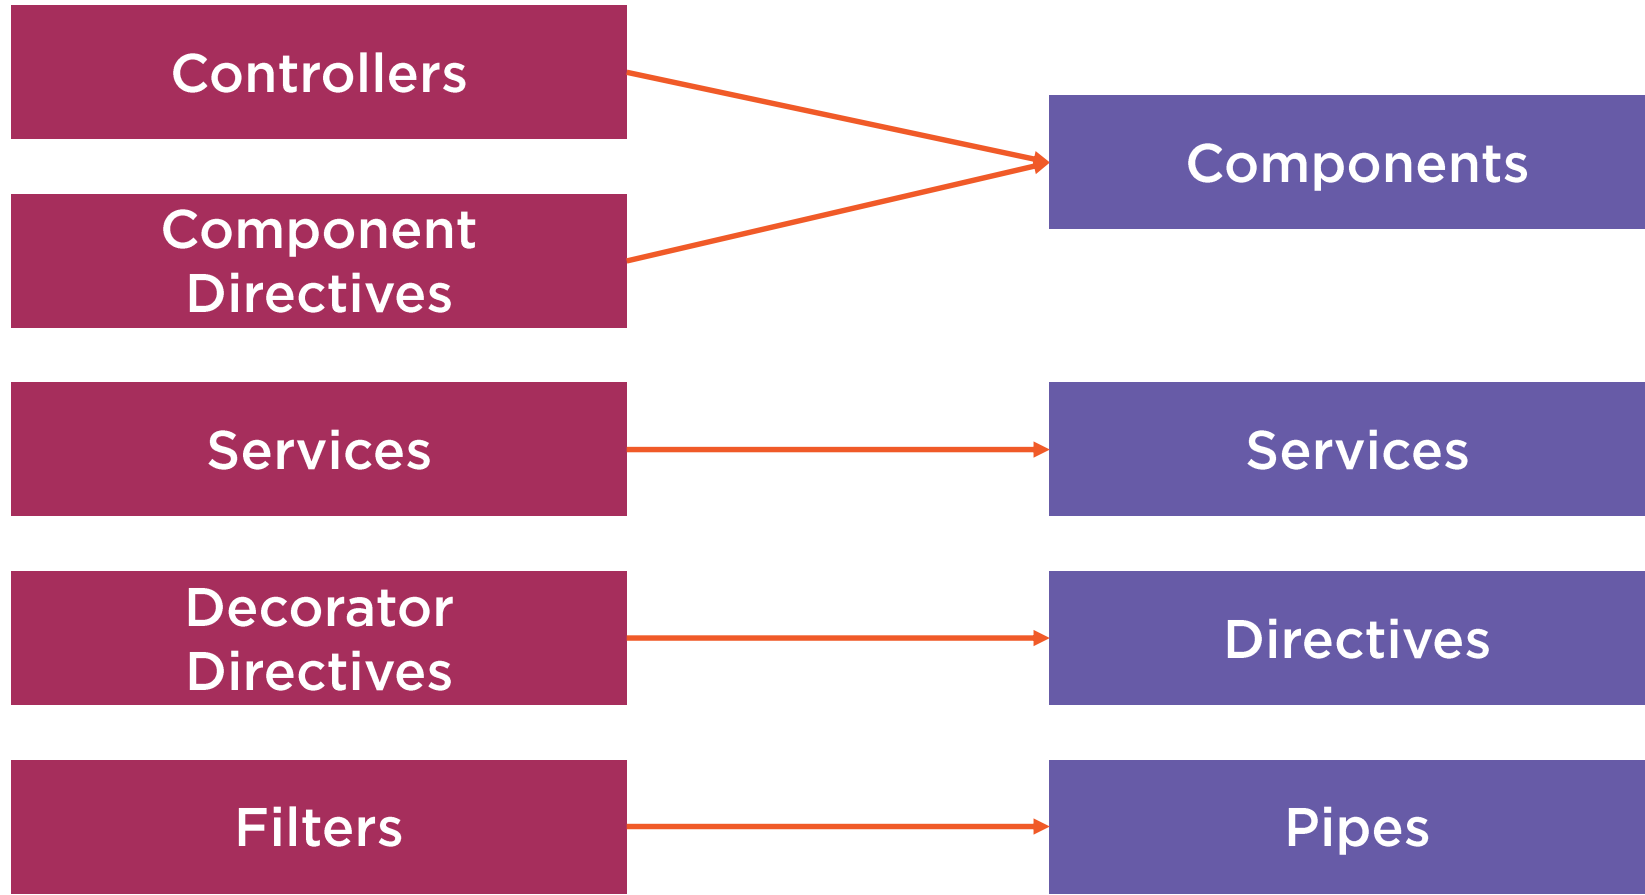 Controllers
Components
Component
Directives
Services
Services
Decorator
Directives
Directives
Filters
Pipes